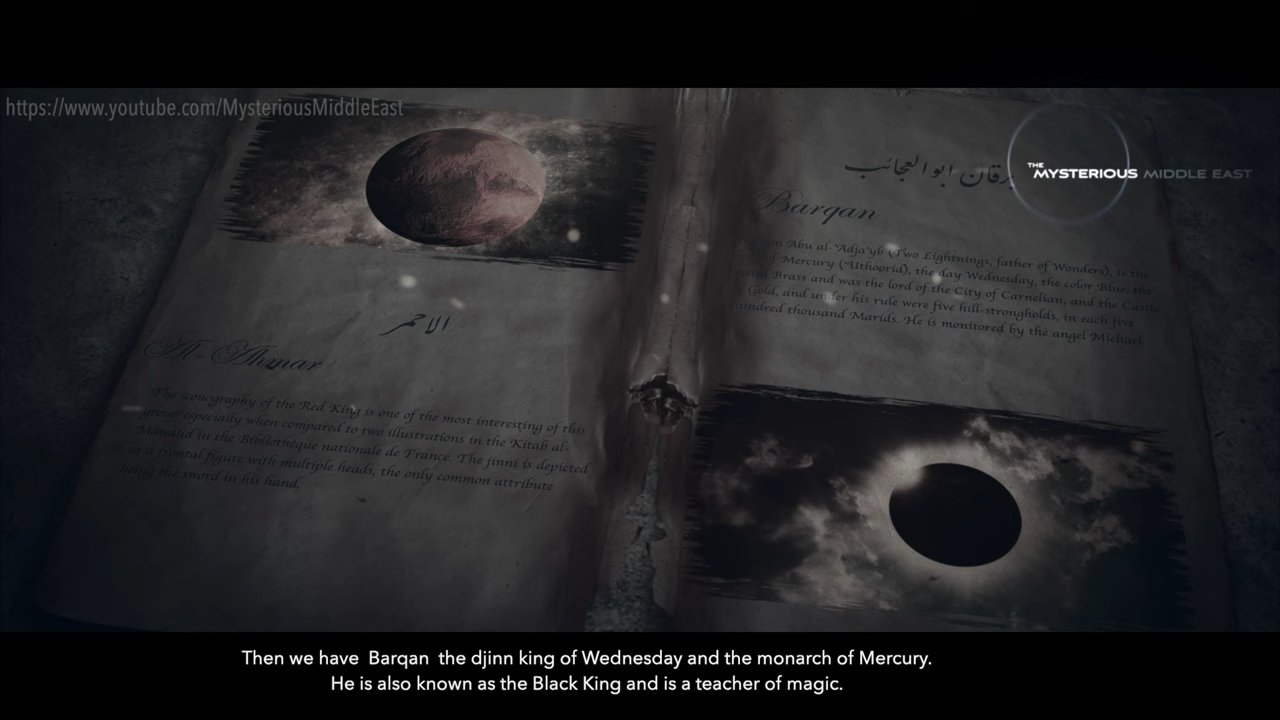 https://www.youtube.com/MysteriousMiddleEast
THE
MYSTERIOUS MIDDLE EAST
الاحمر
Al-Ahmar
The iconography of the Red King is one of the most interesting of this
group especially when compared to two illustrations in the Kitab al-
Mawalid in the Bibliothèque nationale de France. The jinni is depicted
as a frontal figure with multiple heads, the only common attribute
being the sword in his hand.
برقان ابو العجائب
Barqan
Abu al-'Adja'yb (Two Lightnings, father of Wonders), is the
of Mercury ('Uthoorid), the day Wednesday, the color Blue, the
Brass and was the lord of the City of Carnelian, and the Castle
Gold, and under his rule were five hill-strongholds, in each five
hundred thousand Marids. He is monitored by the angel Michael.
Then we have Barqan the djinn king of Wednesday and the monarch of Mercury.
He is also known as the Black King and is a teacher of magic.